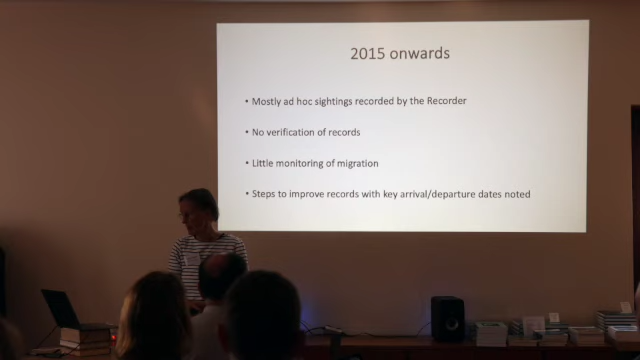 2015 onwards
• Mostly ad hoc sightings recorded by the Recorder
• No verification of records
• Little monitoring of migration
• Steps to improve records with key arrival/departure dates noted